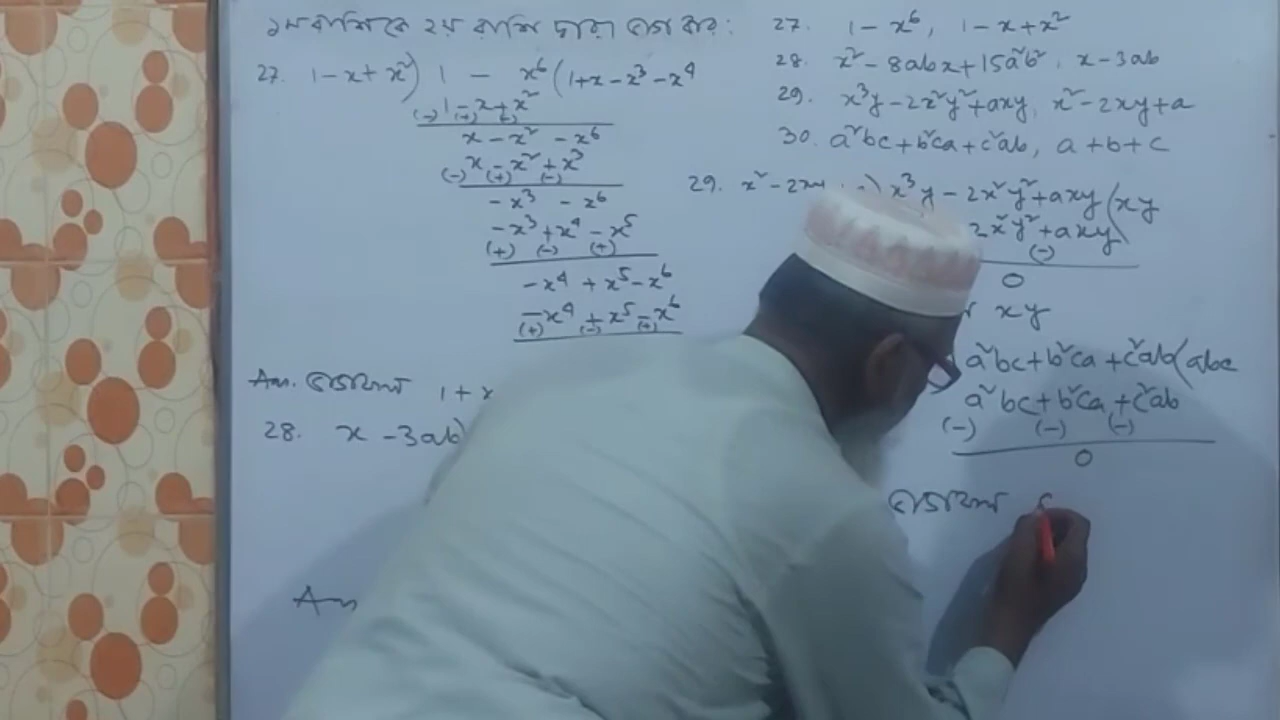 ১ম রাশিকে ২য় রাশি দ্বারা ভাগ কর:
27. 1-x+x²) 1 - x⁶ (1+x-x³-x⁴
1-x+x²
(-) (+) (-)
x-x² -x⁶
x-x²+x³
(-) (+) (-)
-x³ -x⁶
-x³+x⁴-x⁵
(+) (-) (+)
-x⁴+x⁵-x⁶
-x⁴+x⁵-x⁶
(+) (-) (+)
Ans. ভাগফল 1+x
28. x-3ab)
Ans
27. 1-x⁶, 1-x+x²
28. x²-8abx+15a²b², x-3ab
29. x³y-2x²y²+axy, x²-2xy+a
30. a²bc+b²ca+c²ab, a+b+c
29. x²-2xy ) x³y-2x²y²+axy(xy
2x²y²+axy
(-)
0
xy
a²bc+b²ca+c²ab(abc
a²bc+b²ca+c²ab
(-) (-) (-)
0
ভাগফল